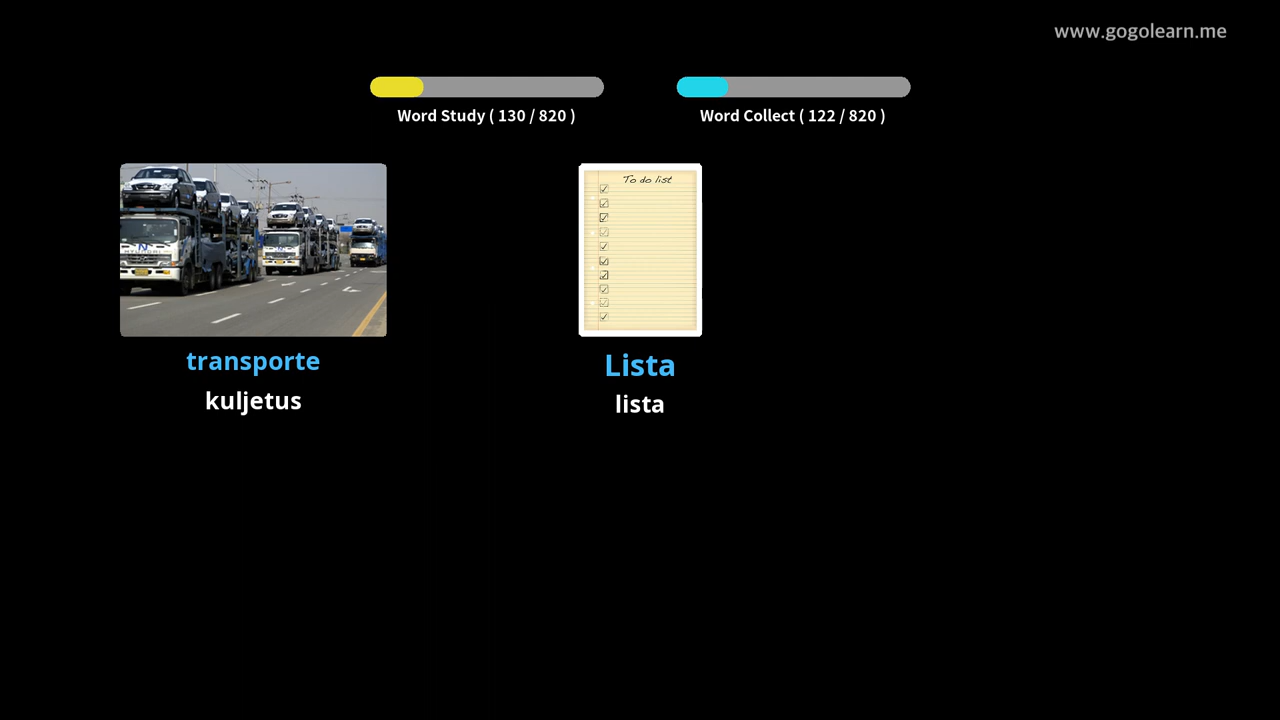 www.gogolearn.me
Word Study ( 130 / 820 )
Word Collect ( 122 / 820 )
To do list
transporte
kuljetus
Lista
lista